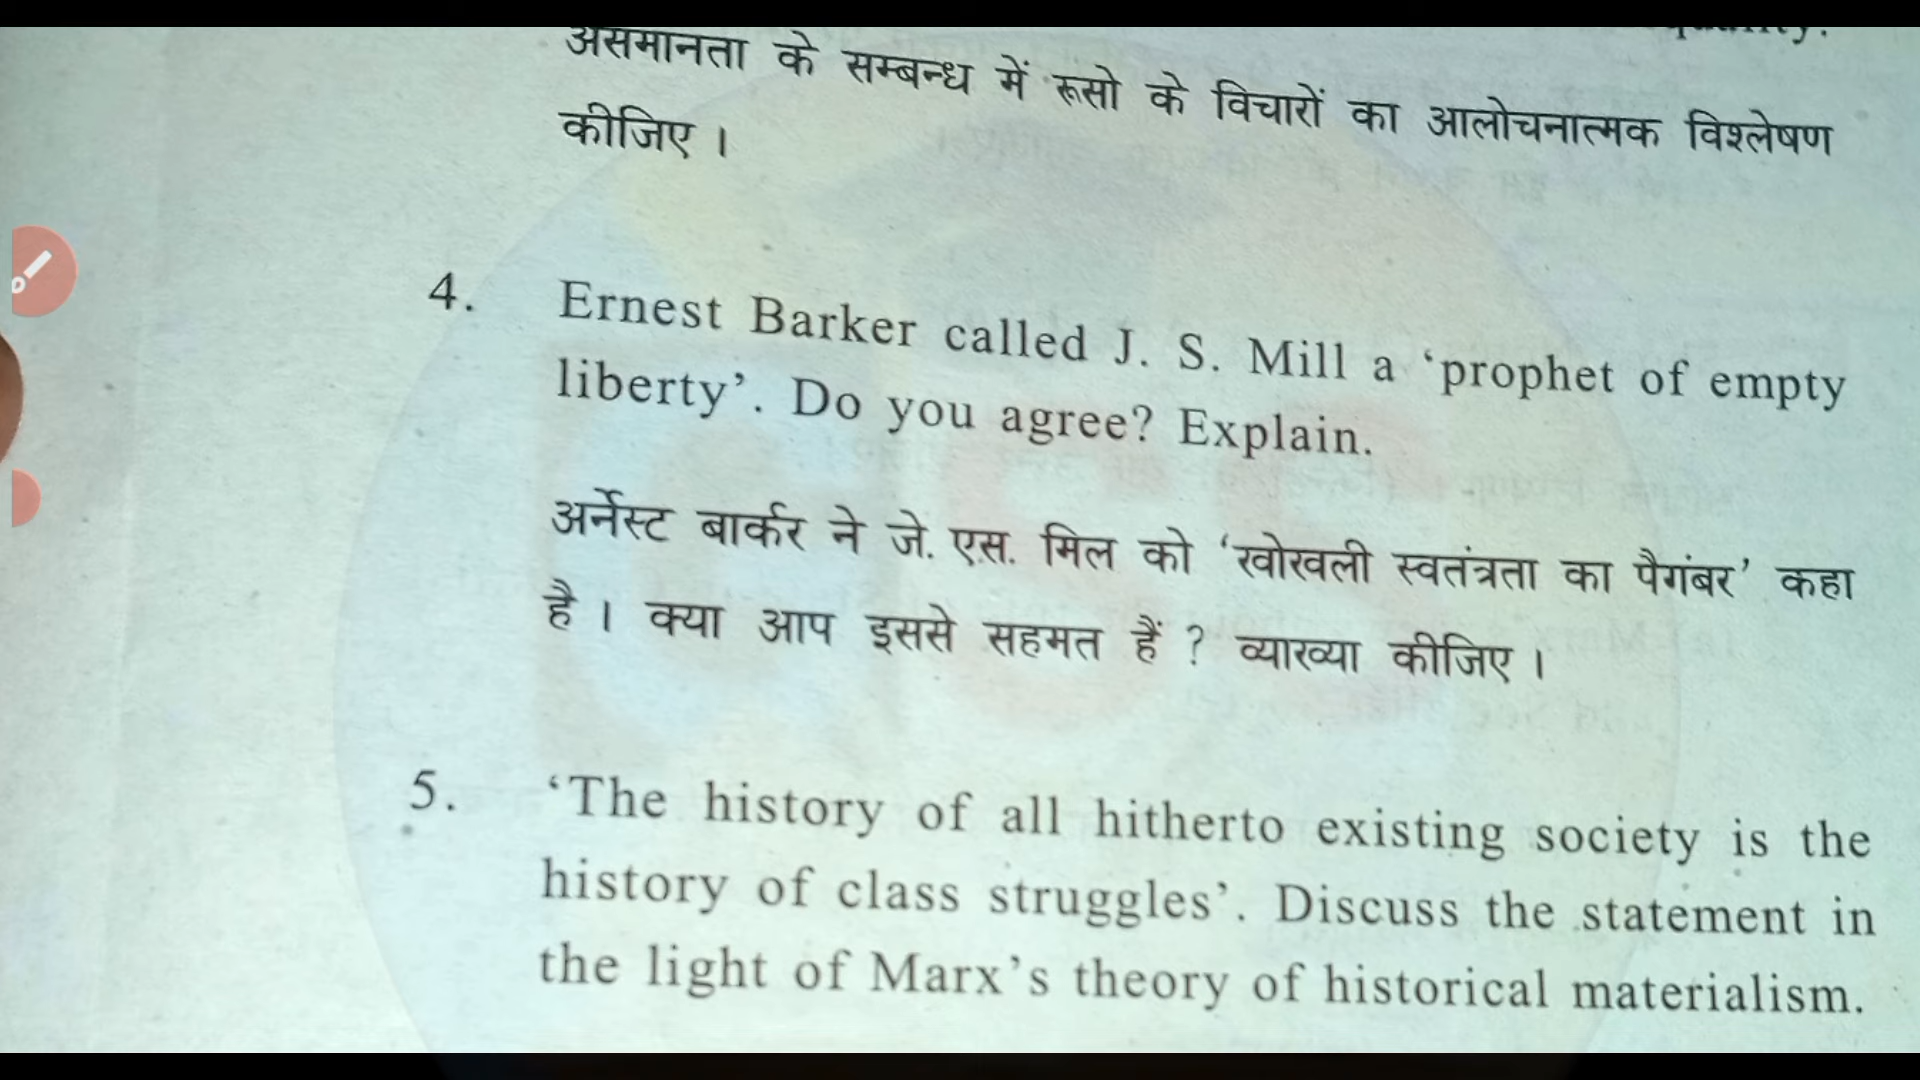 असमानता के सम्बन्ध में रूसो के विचारों का आलोचनात्मक विश्लेषण
कीजिए ।
4. Ernest Barker called J. S. Mill a ‘prophet of empty
liberty’. Do you agree? Explain.
अर्नेस्ट बार्कर ने जे. एस. मिल को ‘खोखली स्वतंत्रता का पैगंबर’ कहा
है । क्या आप इससे सहमत हैं ? व्याख्या कीजिए ।
5. ‘The history of all hitherto existing society is the
history of class struggles’. Discuss the statement in
the light of Marx’s theory of historical materialism.